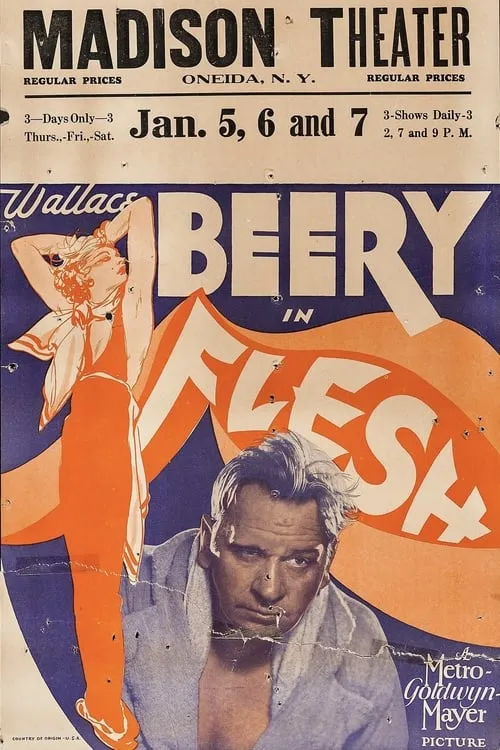 MADISON THEATER
REGULAR PRICES ONEIDA, N. Y. REGULAR PRICES
3—Days Only—3
Thurs.,-Fri.,-Sat.
Jan. 5, 6 and 7
3-Shows Daily-3
2, 7 and 9 P. M.
Wallace
BEERY
IN
FLESH
A
Metro-
Goldwyn-
Mayer
PICTURE
COUNTRY OF ORIGIN - U.S.A.